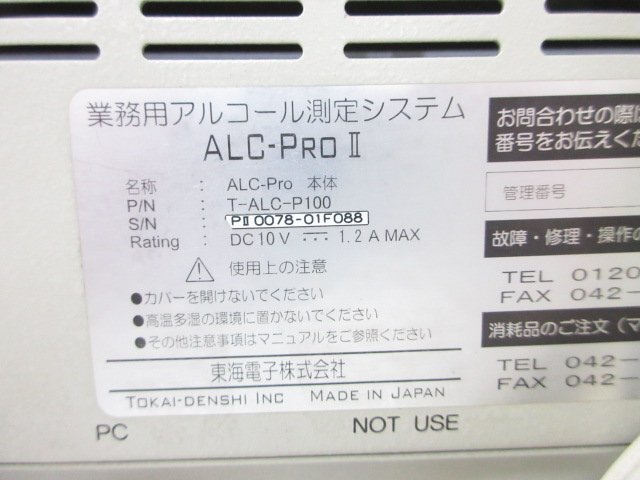 業務用アルコール測定システム
ALC-PRO II
名称 : ALC-Pro 本体
P/N : T-ALC-P100
S/N : PII0078-01F088
Rating : DC10V ⎓ 1.2A MAX
⚠ 使用上の注意
●カバーを開けないでください
●高温多湿の環境に置かないでください
●その他注意事項はマニュアルをご参照ください
東海電子株式会社
TOKAI-DENSHI INC MADE IN JAPAN
お問合わせの際は
番号をお伝えくだ
管理番号
故障・修理・操作の
TEL 0120
FAX 042-
消耗品のご注文(マ
TEL 042-
FAX 042-
PC NOT USE